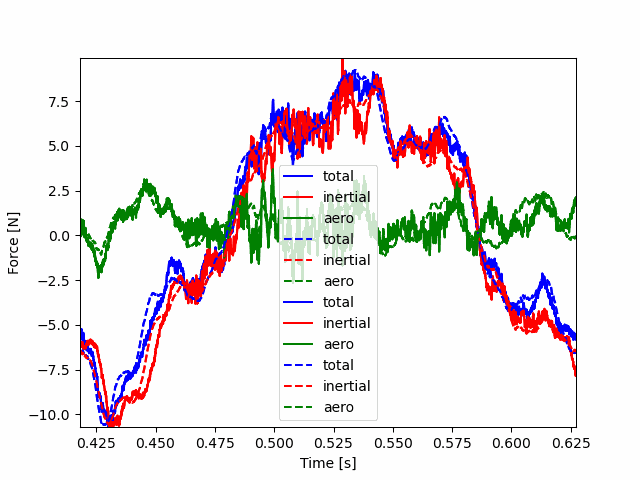 7.5
5.0
2.5
0.0
−2.5
−5.0
−7.5
−10.0
Force [N]
total
inertial
aero
total
inertial
aero
total
inertial
aero
total
inertial
aero
0.425 0.450 0.475 0.500 0.525 0.550 0.575 0.600 0.625
Time [s]